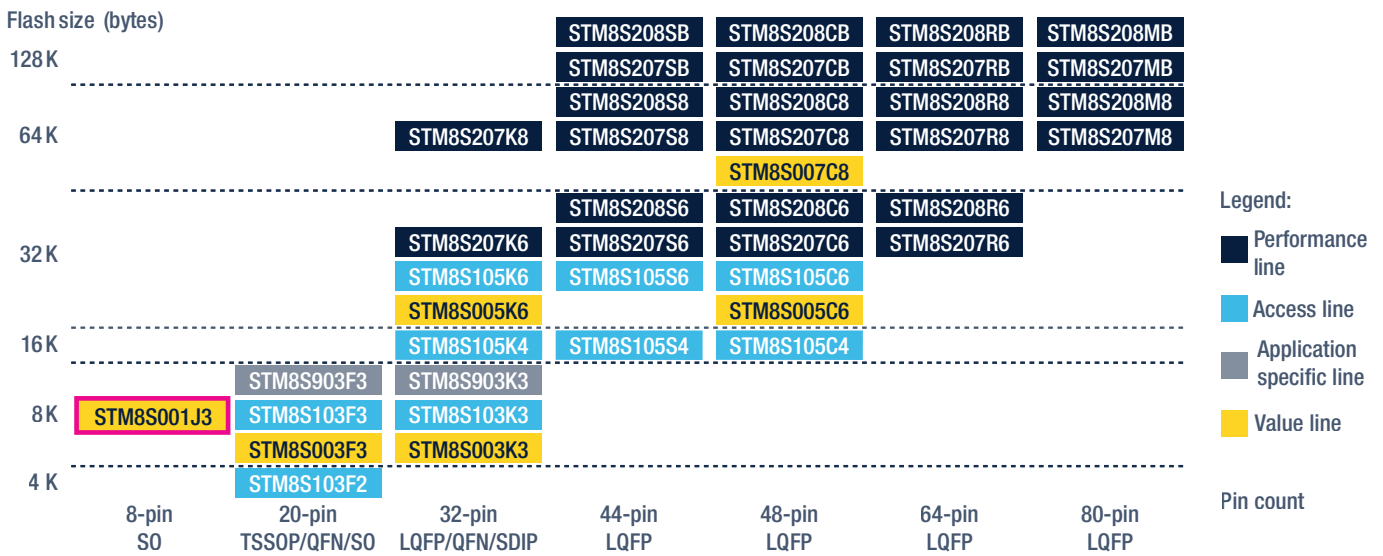 Flash size (bytes)
STM8S208SB STM8S208CB STM8S208RB STM8S208MB
128 K
STM8S207SB STM8S207CB STM8S207RB STM8S207MB
STM8S208S8 STM8S208C8 STM8S208R8 STM8S208M8
64 K STM8S207K8 STM8S207S8 STM8S207C8 STM8S207R8 STM8S207M8
STM8S007C8
STM8S208S6 STM8S208C6 STM8S208R6
STM8S207K6 STM8S207S6 STM8S207C6 STM8S207R6
32 K
STM8S105K6 STM8S105S6 STM8S105C6
STM8S005K6 STM8S005C6
16 K STM8S105K4 STM8S105S4 STM8S105C4
STM8S903F3 STM8S903K3
8 K STM8S001J3 STM8S103F3 STM8S103K3
STM8S003F3 STM8S003K3
4 K STM8S103F2
8-pin 20-pin 32-pin 44-pin 48-pin 64-pin 80-pin
SO TSSOP/QFN/SO LQFP/QFN/SDIP LQFP LQFP LQFP LQFP
Legend:
Performance
line
Access line
Application
specific line
Value line
Pin count